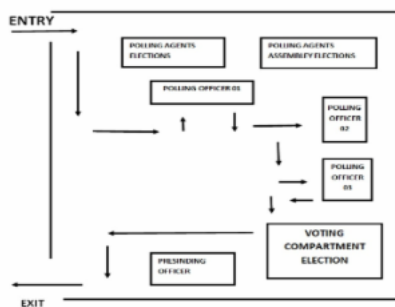 ENTRY
POLLING AGENTS
ELECTIONS
POLLING AGENTS
ASSEMBLEY ELECTIONS
POLLING OFFICER 01
POLLING
OFFICER
02
POLLING
OFFICER
03
VOTING
COMPARTMENT
ELECTION
PRESINDING
OFFICER
EXIT